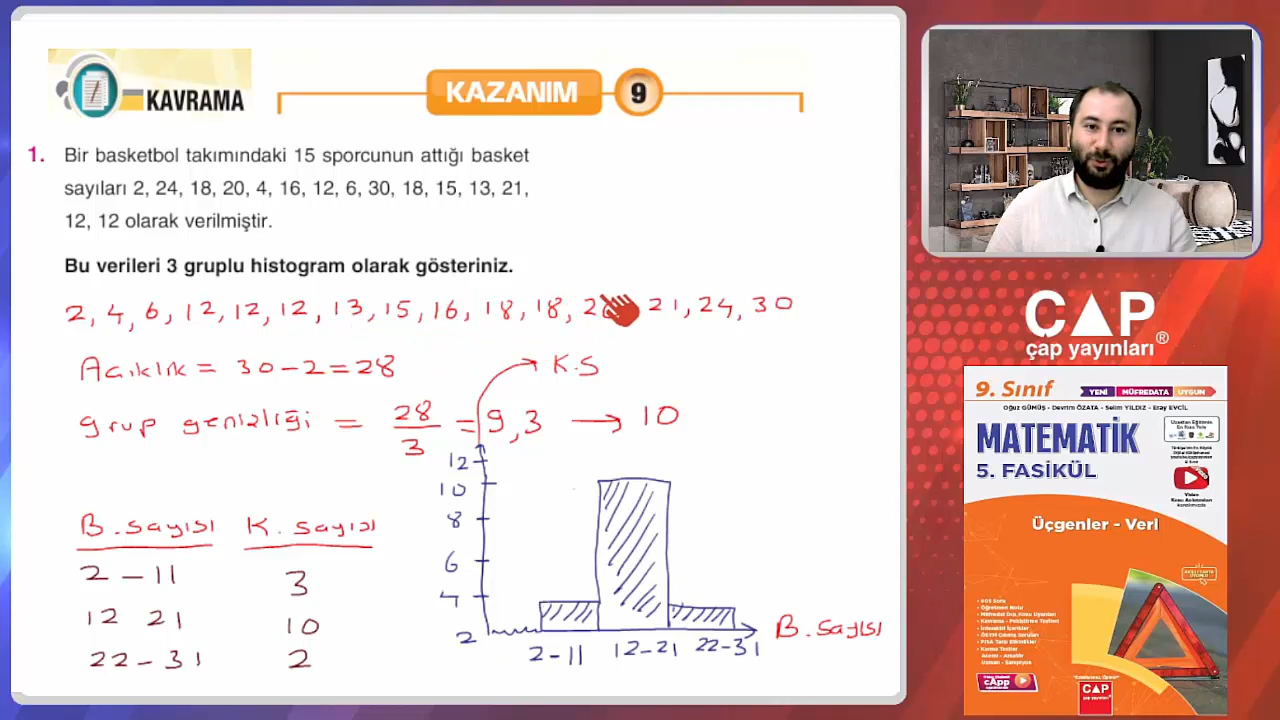 KAVRAMA
KAZANIM 9
1. Bir basketbol takımındaki 15 sporcunun attığı basket
sayıları 2, 24, 18, 20, 4, 16, 12, 6, 30, 18, 15, 13, 21,
12, 12 olarak verilmiştir.
Bu verileri 3 gruplu histogram olarak gösteriniz.
2, 4, 6, 12, 12, 12, 13, 15, 16, 18, 18, 2 21, 24, 30
Açıklık = 30 - 2 = 28
K.S
grup genişliği = 28/3 = 9,3 → 10
B.sayısı K. sayısı
2 - 11 3
12 21 10
22 - 31 2
12
10
8
6
4
2
2-11 12-21 22-31
B.sayısı
ÇAP®
çap yayınları
9. Sınıf
YENİ MÜFREDATA UYGUN
Oğuz GÜMÜŞ - Devrim ÖZATA - Selim YILDIZ - Eray EVCİL
MATEMATİK
5. FASİKÜL
Video
Üçgenler - Veri
ÇAP